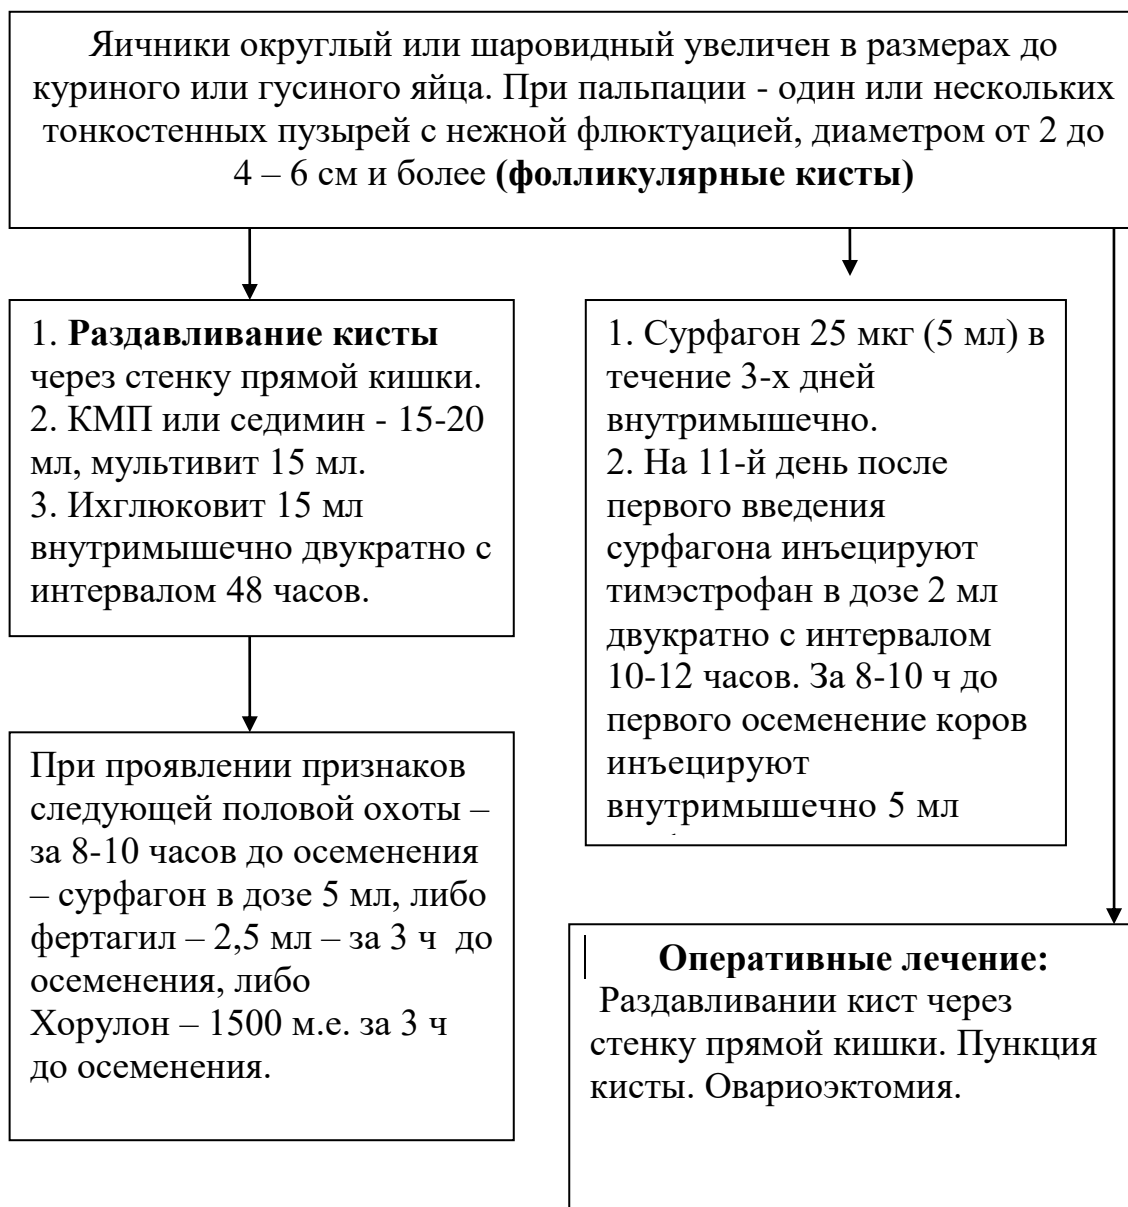 Яичники округлый или шаровидный увеличен в размерах до
куриного или гусиного яйца. При пальпации - один или нескольких
тонкостенных пузырей с нежной флюктуацией, диаметром от 2 до
4 – 6 см и более (фолликулярные кисты)
1. Раздавливание кисты
через стенку прямой кишки.
2. КМП или седимин - 15-20
мл, мультивит 15 мл.
3. Ихглюковит 15 мл
внутримышечно двукратно с
интервалом 48 часов.
При проявлении признаков
следующей половой охоты –
за 8-10 часов до осеменения
– сурфагон в дозе 5 мл, либо
фертагил – 2,5 мл – за 3 ч до
осеменения, либо
Хорулон – 1500 м.е. за 3 ч
до осеменения.
1. Сурфагон 25 мкг (5 мл) в
течение 3-х дней
внутримышечно.
2. На 11-й день после
первого введения
сурфагона инъецируют
тимэстрофан в дозе 2 мл
двукратно с интервалом
10-12 часов. За 8-10 ч до
первого осеменение коров
инъецируют
внутримышечно 5 мл
Оперативные лечение:
Раздавливании кист через
стенку прямой кишки. Пункция
кисты. Овариоэктомия.